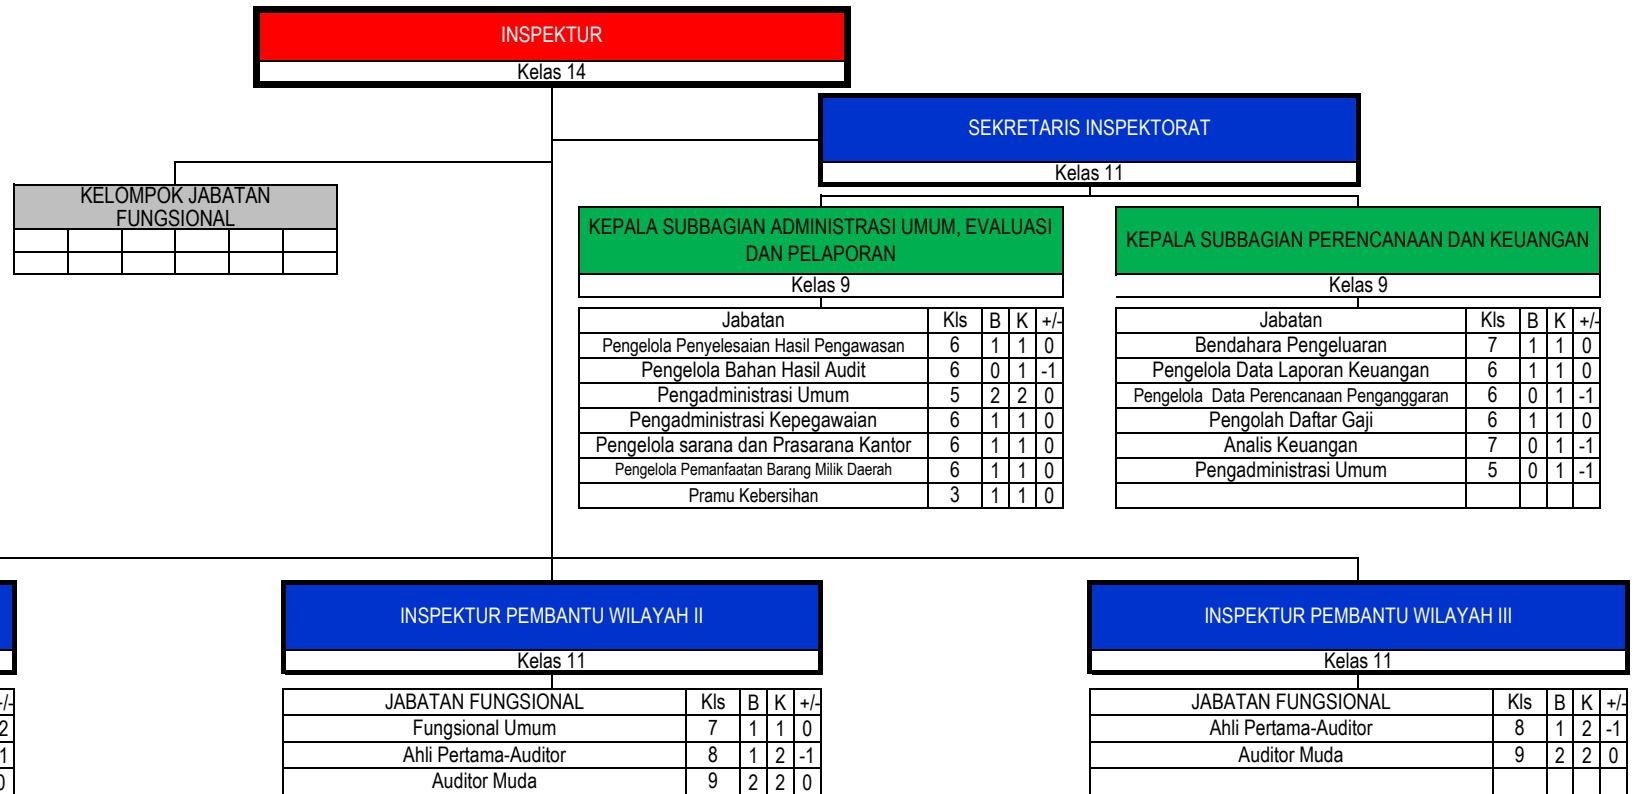 INSPEKTUR
Kelas 14
SEKRETARIS INSPEKTORAT
Kelas 11
KELOMPOK JABATAN
FUNGSIONAL
KEPALA SUBBAGIAN ADMINISTRASI UMUM, EVALUASI
DAN PELAPORAN
Kelas 9
Jabatan Kls B K +/-
Pengelola Penyelesaian Hasil Pengawasan 6 1 1 0
Pengelola Bahan Hasil Audit 6 0 1 -1
Pengadministrasi Umum 5 2 2 0
Pengadministrasi Kepegawaian 6 1 1 0
Pengelola sarana dan Prasarana Kantor 6 1 1 0
Pengelola Pemanfaatan Barang Milik Daerah 6 1 1 0
Pramu Kebersihan 3 1 1 0
KEPALA SUBBAGIAN PERENCANAAN DAN KEUANGAN
Kelas 9
Jabatan Kls B K +/-
Bendahara Pengeluaran 7 1 1 0
Pengelola Data Laporan Keuangan 6 1 1 0
Pengelola Data Perencanaan Penganggaran 6 0 1 -1
Pengolah Daftar Gaji 6 1 1 0
Analis Keuangan 7 0 1 -1
Pengadministrasi Umum 5 0 1 -1
INSPEKTUR PEMBANTU WILAYAH II
Kelas 11
JABATAN FUNGSIONAL Kls B K +/-
Fungsional Umum 7 1 1 0
Ahli Pertama-Auditor 8 1 2 -1
Auditor Muda 9 2 2 0
INSPEKTUR PEMBANTU WILAYAH III
Kelas 11
JABATAN FUNGSIONAL Kls B K +/-
Ahli Pertama-Auditor 8 1 2 -1
Auditor Muda 9 2 2 0